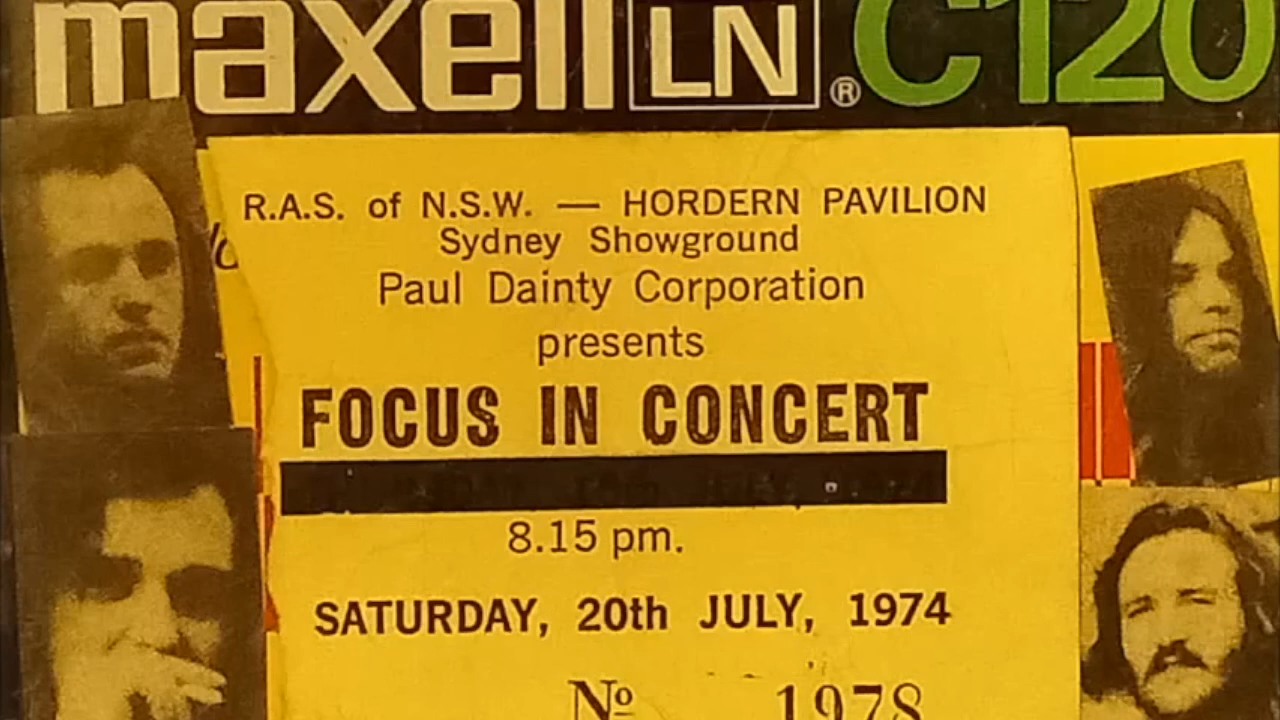 maxell LN ® C120
R.A.S. of N.S.W. — HORDERN PAVILION
Sydney Showground
Paul Dainty Corporation
presents
FOCUS IN CONCERT
8.15 pm.
SATURDAY, 20th JULY, 1974
Nº 1978